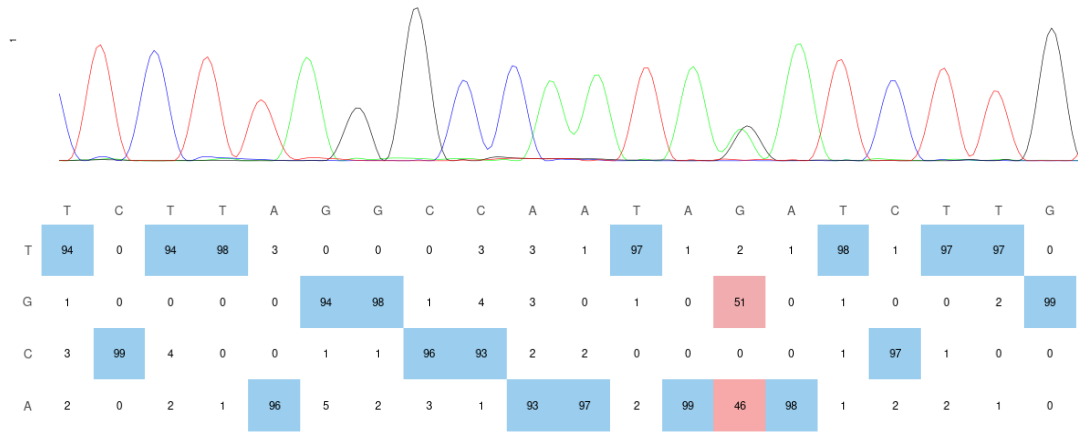 1
T C T T A G G C C A A T A G A T C T T G
T 94 0 94 98 3 0 0 0 3 3 1 97 1 2 1 98 1 97 97 0
G 1 0 0 0 0 94 98 1 4 3 0 1 0 51 0 1 0 0 2 99
C 3 99 4 0 0 1 1 96 93 2 2 0 0 0 0 1 97 1 0 0
A 2 0 2 1 96 5 2 3 1 93 97 2 99 46 98 1 2 2 1 0